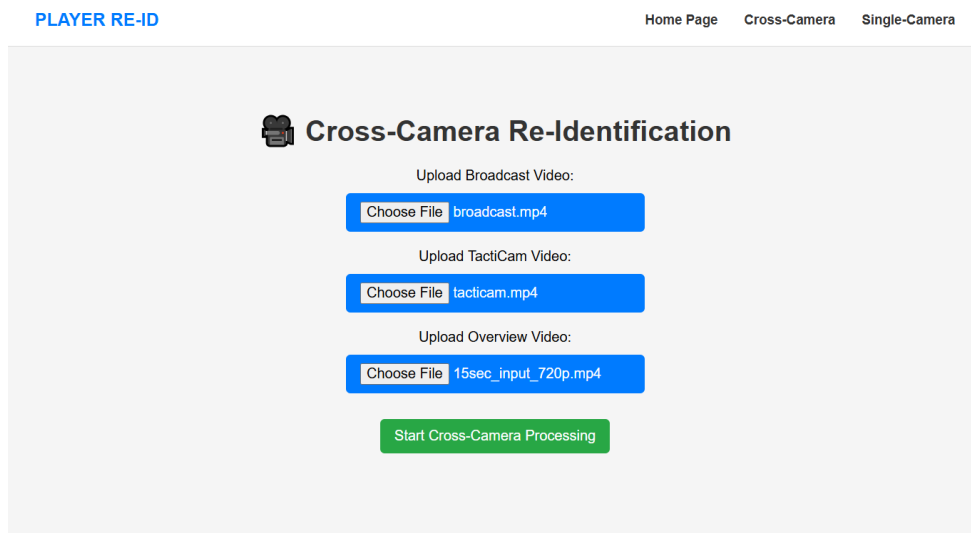 PLAYER RE-ID
Home Page Cross-Camera Single-Camera
Cross-Camera Re-Identification
Upload Broadcast Video:
Choose File broadcast.mp4
Upload TactiCam Video:
Choose File tacticam.mp4
Upload Overview Video:
Choose File 15sec_input_720p.mp4
Start Cross-Camera Processing